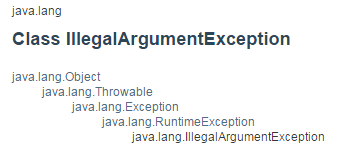 java.lang
Class IllegalArgumentException
java.lang.Object
java.lang.Throwable
java.lang.Exception
java.lang.RuntimeException
java.lang.IllegalArgumentException